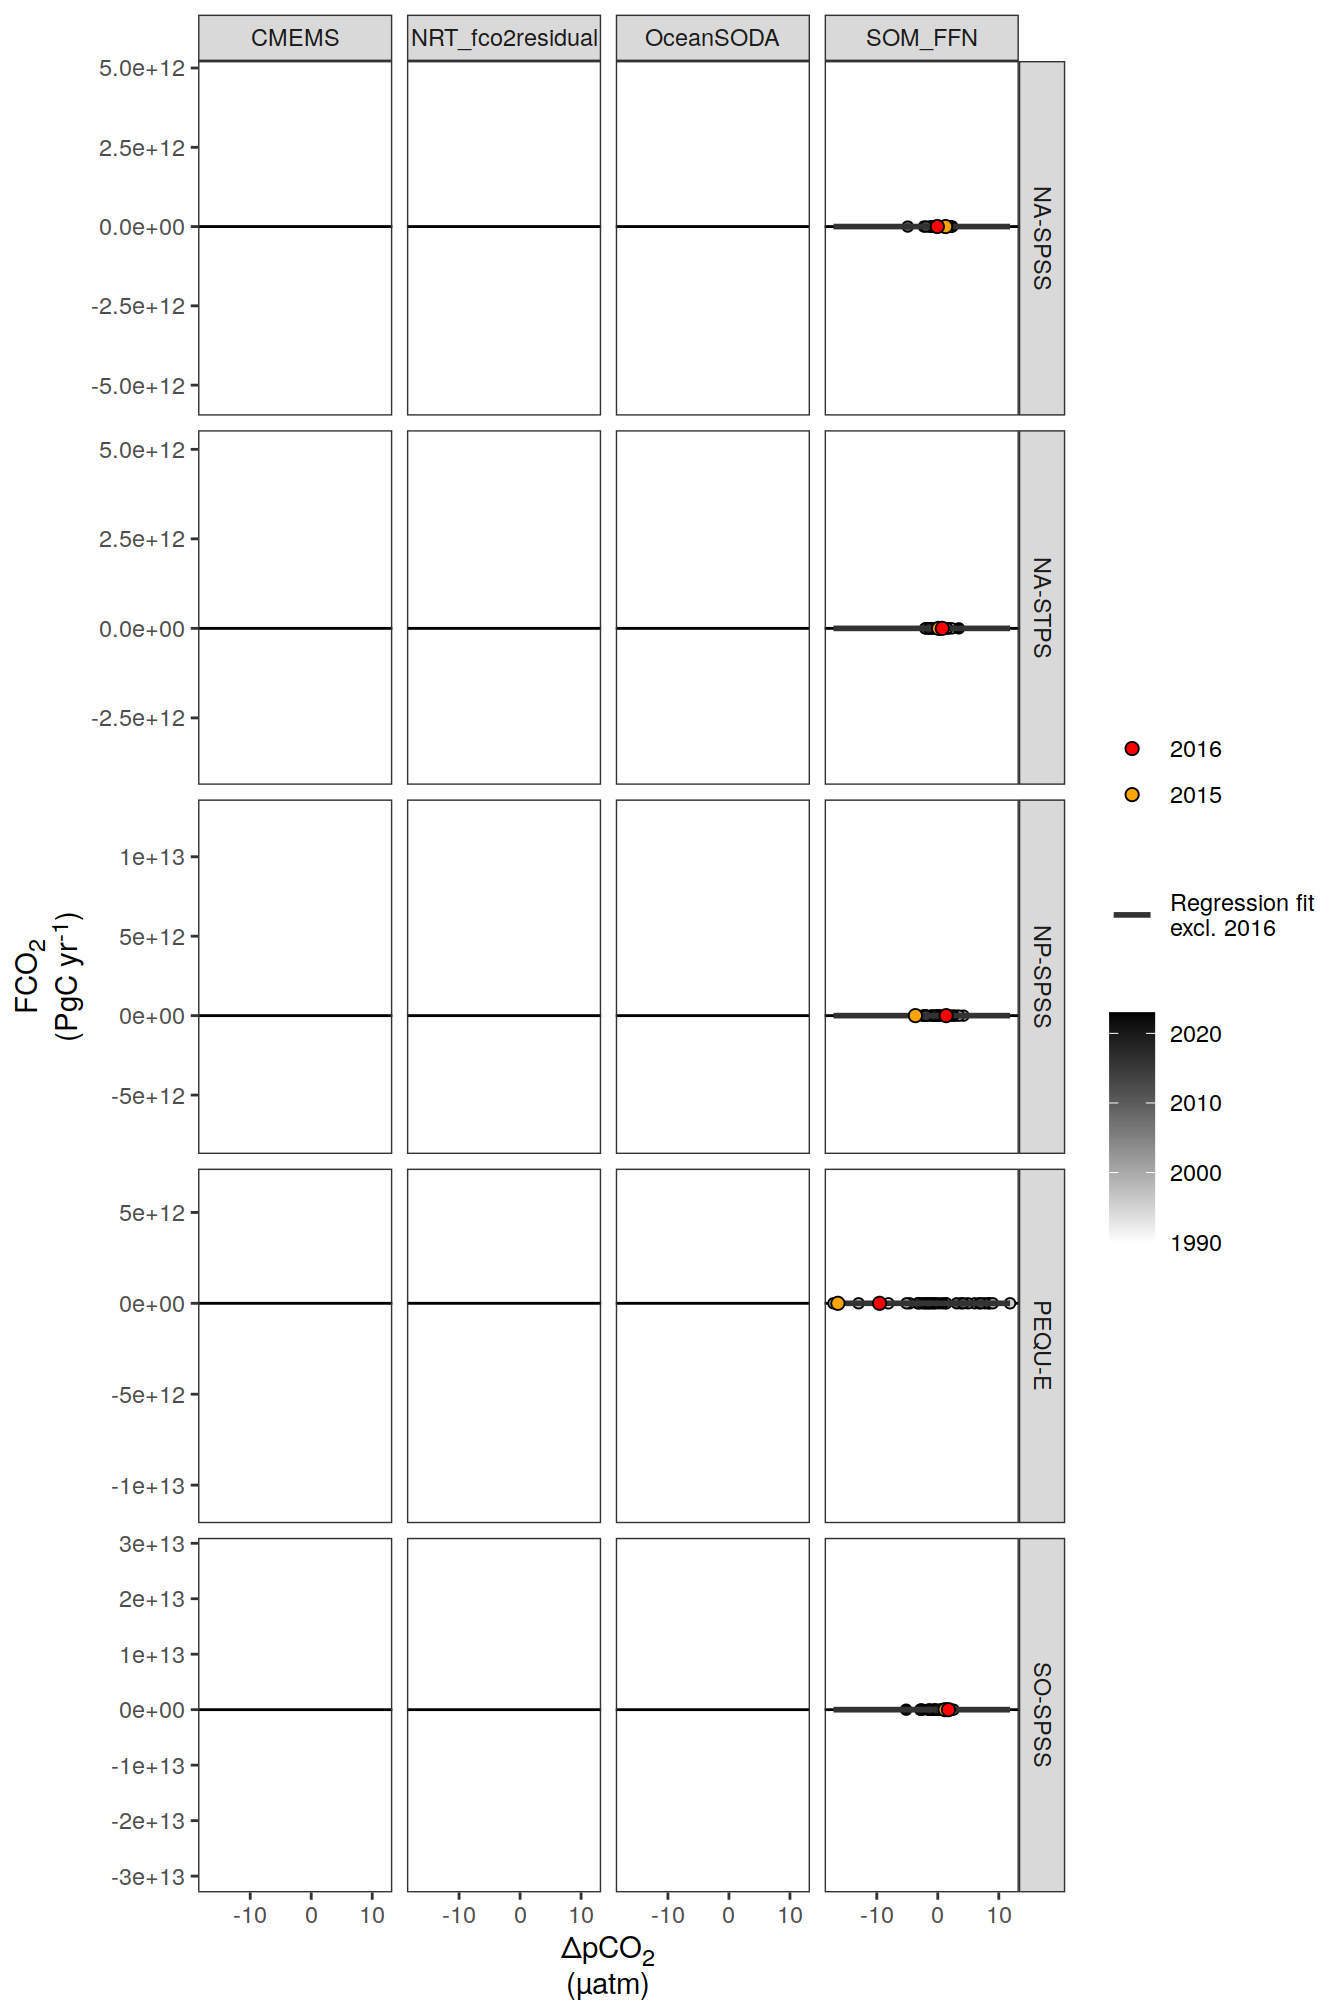 CMEMS
NRT_fco2residual
OceanSODA
SOM_FFN
5.0e+12
2.5e+12
0.0e+00
-2.5e+12
-5.0e+12
NA-SPSS
5.0e+12
2.5e+12
0.0e+00
-2.5e+12
NA-STPS
1e+13
5e+12
0e+00
-5e+12
NP-SPSS
5e+12
0e+00
-5e+12
-1e+13
PEQU-E
3e+13
2e+13
1e+13
0e+00
-1e+13
-2e+13
-3e+13
SO-SPSS
-10 0 10
-10 0 10
-10 0 10
-10 0 10
ΔpCO₂
(µatm)
FCO₂
(PgC yr⁻¹)
2016
2015
Regression fit
excl. 2016
2020
2010
2000
1990